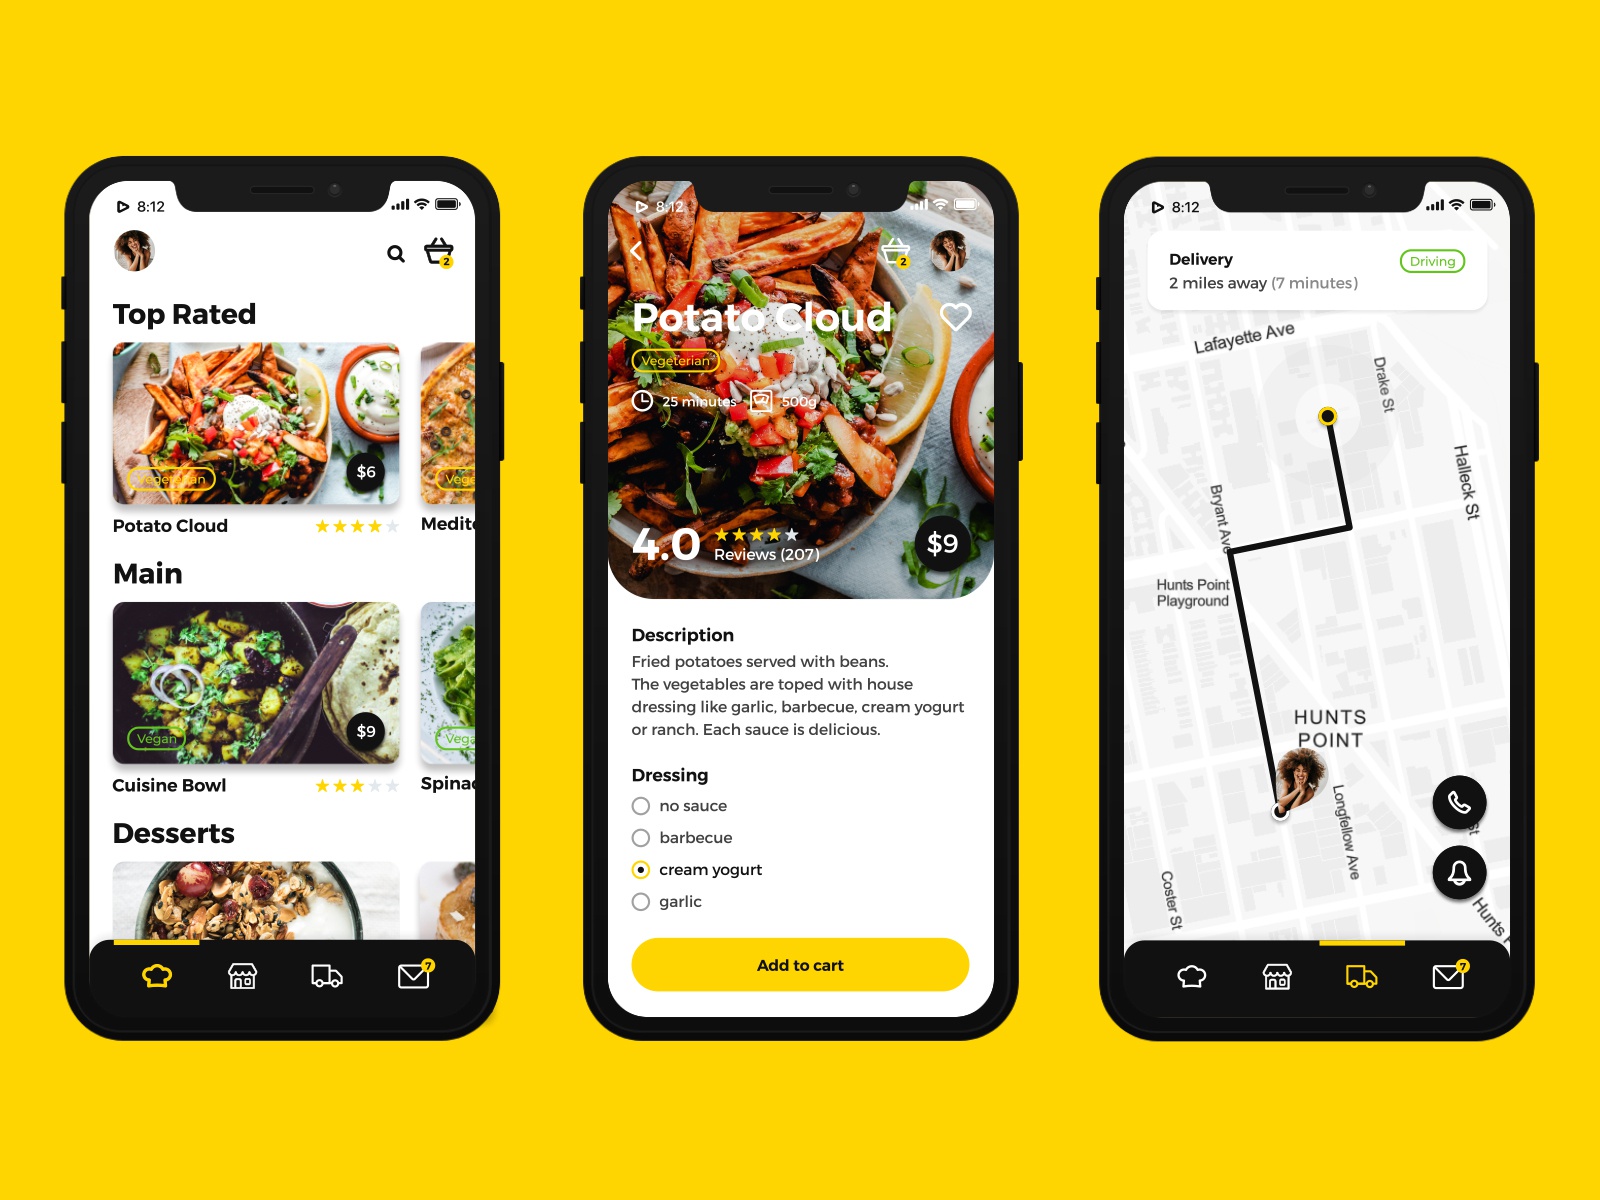 8:12
2
Top Rated
Vegeterian
$6
Potato Cloud
Medite
Main
Vegan
$9
Cuisine Bowl
Spinac
Desserts
7
8:12
2
Potato Cloud
Vegeterian
25 minutes
500g
4.0
Reviews (207)
$9
Description
Fried potatoes served with beans.
The vegetables are toped with house
dressing like garlic, barbecue, cream yogurt
or ranch. Each sauce is delicious.
Dressing
no sauce
barbecue
cream yogurt
garlic
Add to cart
8:12
Delivery
Driving
2 miles away (7 minutes)
Lafayette Ave
Drake St
Halleck St
Bryant Ave
Hunts Point
Playground
HUNTS
POINT
Longfellow Ave
St
Coster St
Hunts
7